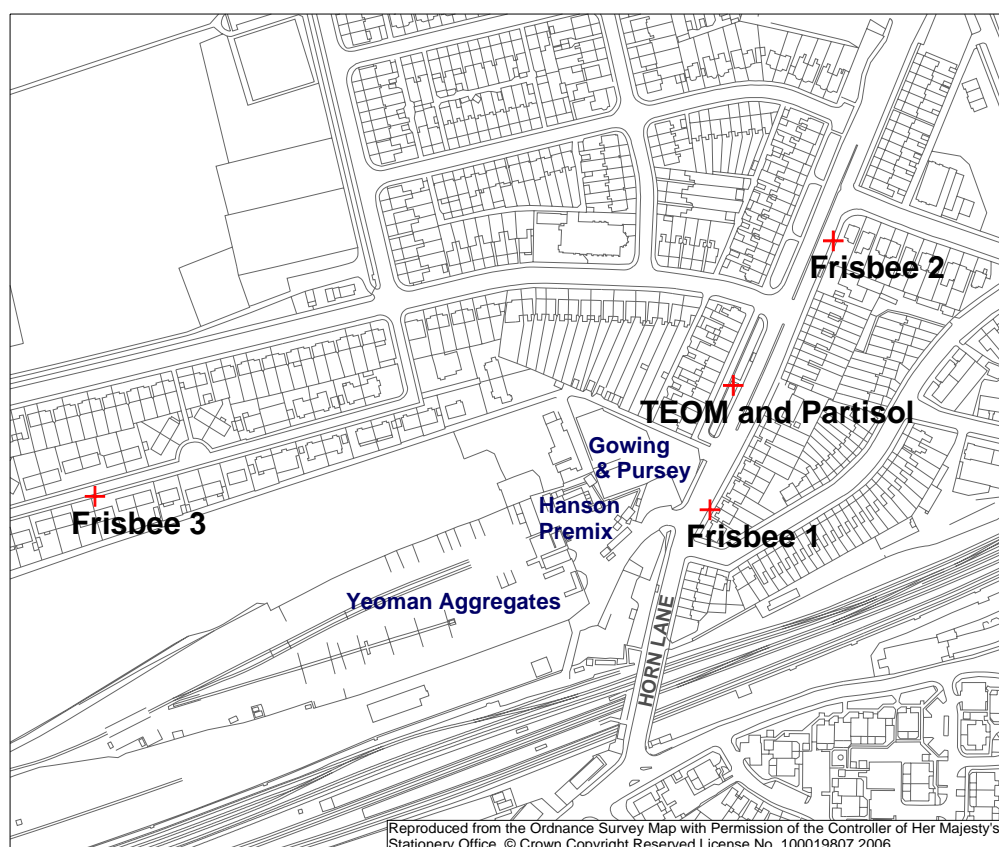 Frisbee 2
TEOM and Partisol
Gowing
& Pursey
Hanson
Premix
Frisbee 1
Frisbee 3
Yeoman Aggregates
HORN LANE
Reproduced from the Ordnance Survey Map with Permission of the Controller of Her Majesty's
Stationery Office. © Crown Copyright Reserved License No. 100019807 2006